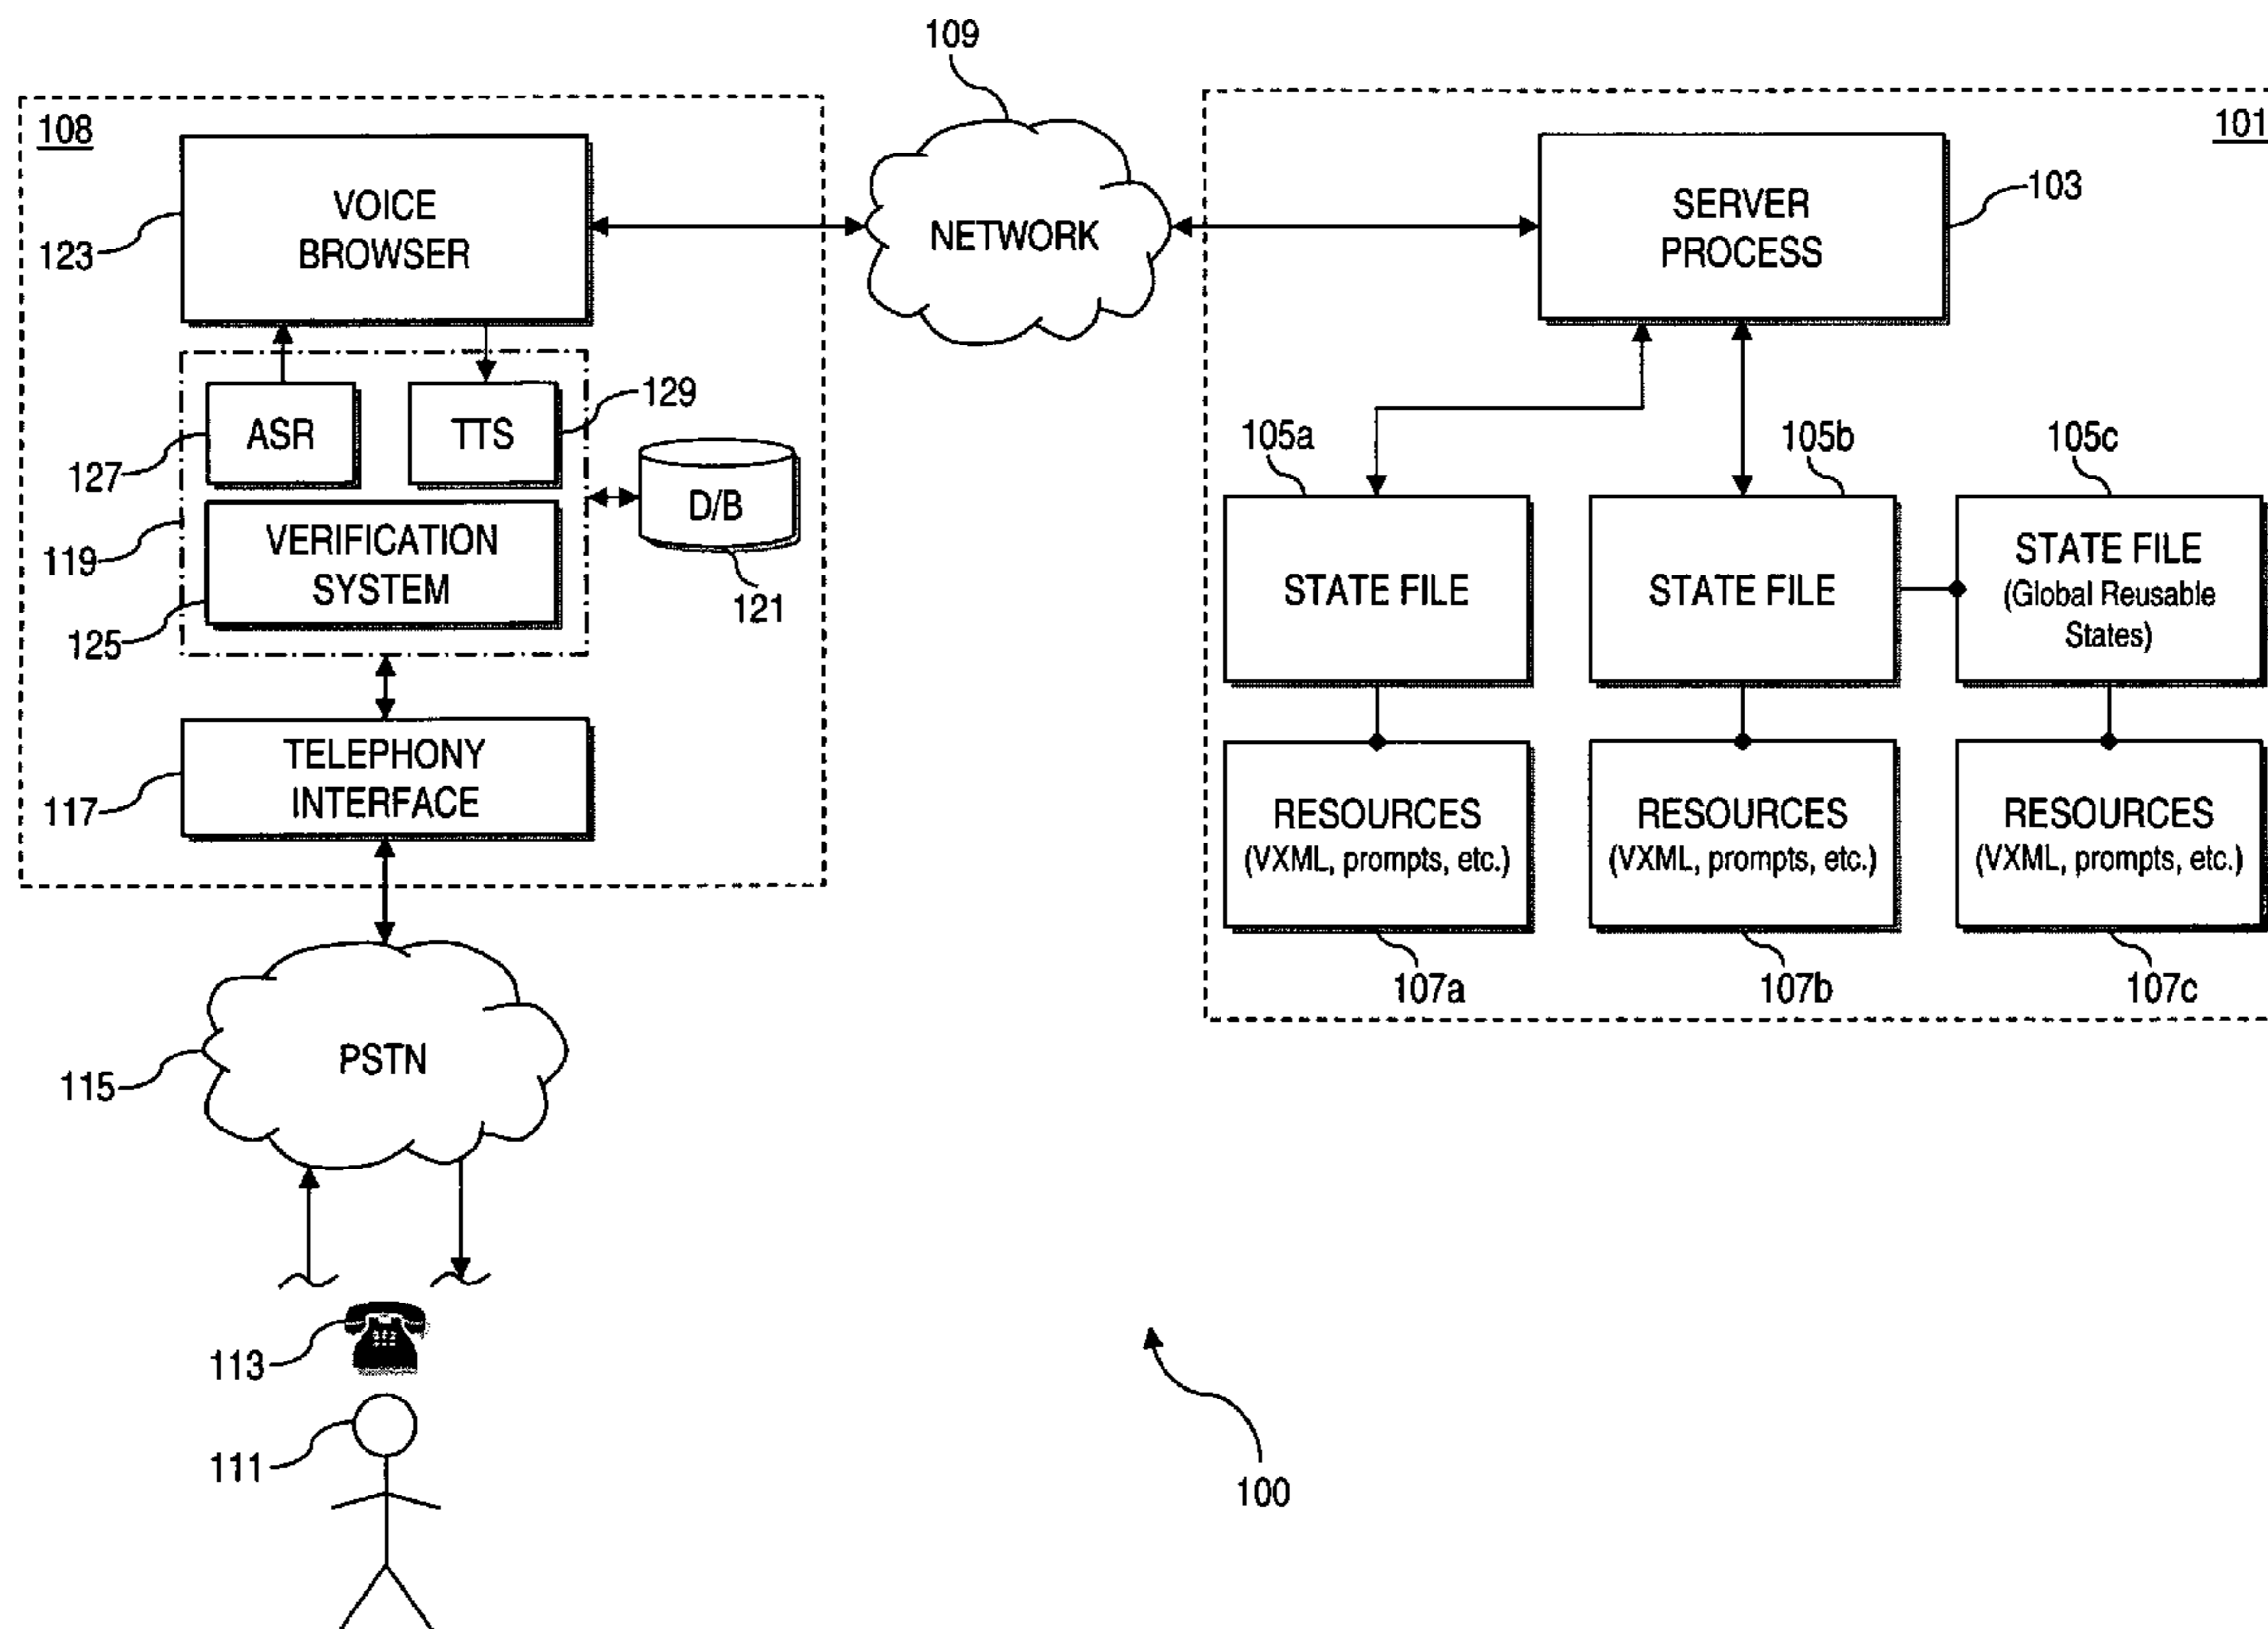 109
108
101
VOICE
BROWSER
123
NETWORK
SERVER
PROCESS
103
ASR
TTS
129
127
D/B
121
VERIFICATION
SYSTEM
119
125
105a
105b
105c
STATE FILE
STATE FILE
STATE FILE
(Global Reusable
States)
TELEPHONY
INTERFACE
117
RESOURCES
(VXML, prompts, etc.)
RESOURCES
(VXML, prompts, etc.)
RESOURCES
(VXML, prompts, etc.)
107a
107b
107c
PSTN
115
113
111
100